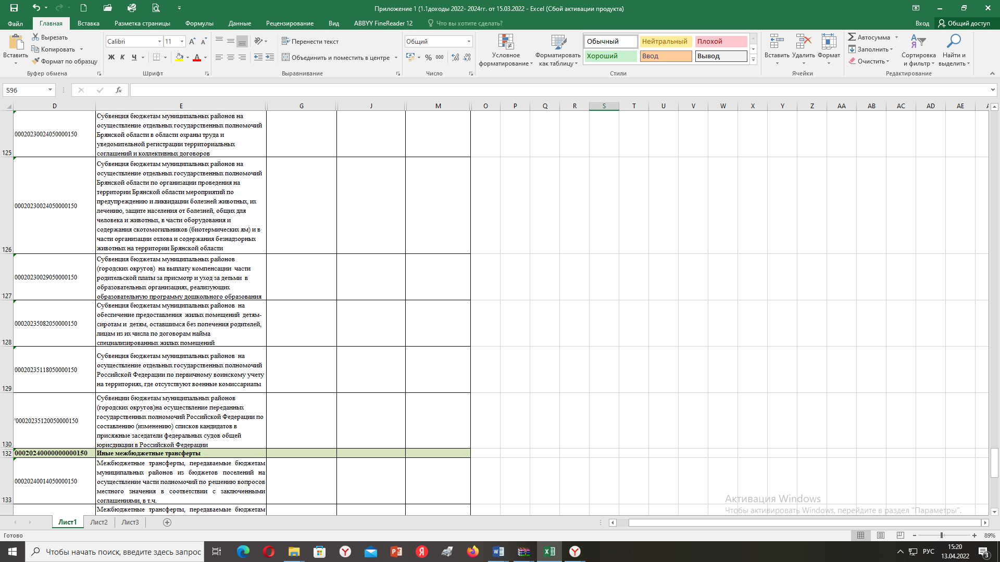 Приложение 1 (1.1доходы 2022- 2024гг. от 15.03.2022 - Excel (Сбой активации продукта)
Файл Главная Вставка Разметка страницы Формулы Данные Рецензирование Вид ABBYY FineReader 12 Что вы хотите сделать? Вход Общий доступ
Вставить
Вырезать
Копировать
Формат по образцу
Буфер обмена
Calibri 11
Ж К Ч
Шрифт
Перенести текст
Объединить и поместить в центре
Выравнивание
Общий
% 000
Число
Условное форматирование
Форматировать как таблицу
Обычный Нейтральный Плохой
Хороший Ввод Вывод
Стили
Вставить Удалить Формат
Ячейки
Автосумма
Заполнить
Очистить
Сортировка и фильтр
Найти и выделить
Редактирование
S96
fx
D E G J M O P Q R S T U V W X Y Z AA AB AC AD AE
125
00020230024050000150
Субвенция бюджетам муниципальных районов на
осуществление отдельных государственных полномочий
Брянской области в области охраны труда и
уведомительной регистрации территориальных
соглашений и коллективных договоров
126
00020230024050000150
Субвенция бюджетам муниципальных районов на
осуществление отдельных государственных полномочий
Брянской области по организации проведения на
территории Брянской области мероприятий по
предупреждению и ликвидации болезней животных, их
лечению, защите населения от болезней, общих для
человека и животных, в части оборудования и
содержания скотомогильников (биотермических ям) и в
части организации отлова и содержания безнадзорных
животных на территории Брянской области
127
00020230029050000150
Субвенция бюджетам муниципальных районов
(городских округов) на выплату компенсации части
родительской платы за присмотр и уход за детьми в
образовательных организациях, реализующих
образовательную программу дошкольного образования
128
00020235082050000150
Субвенция бюджетам муниципальных районов на
обеспечение предоставления жилых помещений детям-
сиротам и детям, оставшимся без попечения родителей,
лицам из их числа по договорам найма
специализированных жилых помещений
129
00020235118050000150
Субвенция бюджетам муниципальных районов на
осуществление отдельных государственных полномочий
Российской Федерации по первичному воинскому учету
на территориях, где отсутствуют военные комиссариаты
130
'00020235120050000150
Субвенции бюджетам муниципальных районов
(городских округов)на осуществление переданных
государственных полномочий Российской Федерации по
составлению (изменению) списков кандидатов в
присяжные заседатели федеральных судов общей
юрисдикции в Российской Федерации
132
00020240000000000150 Иные межбюджетные трансферты
133
00020240014050000150
Межбюджетные трансферты, передаваемые бюджетам
муниципальных районов из бюджетов поселений на
осуществление части полномочий по решению вопросов
местного значения в соответствии с заключенными
соглашениями, в т.ч.
Межбюджетные трансферты, передаваемые бюджетам
Активация Windows
Чтобы активировать Windows, перейдите в раздел "Параметры".
Лист1 Лист2 Лист3
Готово
89%
Чтобы начать поиск, введите здесь запрос
РУС
15:20
13.04.2022
3